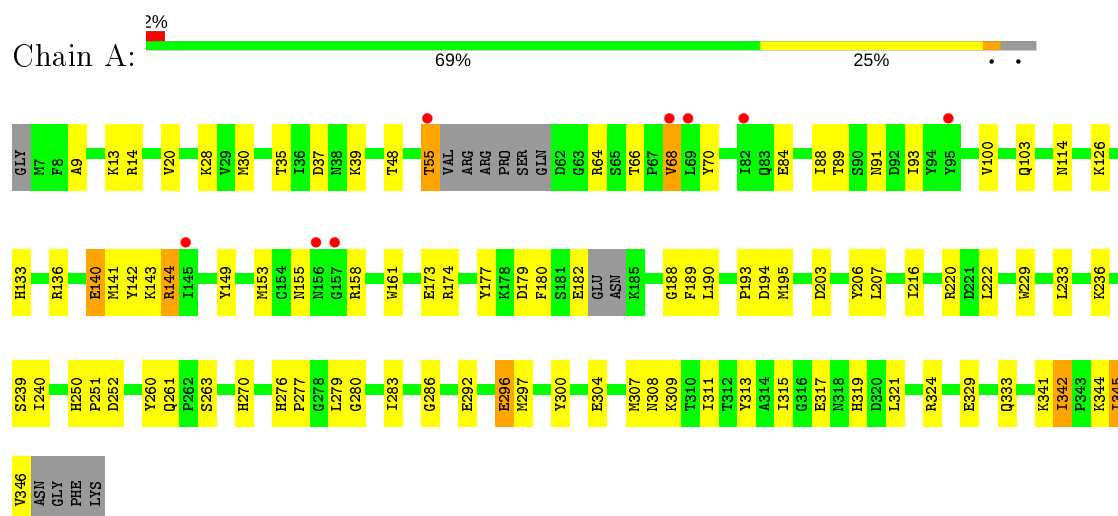 2%
Chain A:
69% 25% • •
GLY M7 F8 A9 K13 R14 V20 K28 V29 M30 T35 I36 D37 N38 K39 T48 T55 VAL ARG ARG PRO SER GLN D62 G63 R64 S65 T66 P67 V68 L69 Y70 I82 Q83 E84 I88 T89 S90 N91 D92 I93 Y94 Y95 V100 Q103 N114 K126
H133 R136 E140 M141 Y142 K143 R144 I145 Y149 M153 C154 N155 N156 G157 R158 W161 E173 R174 Y177 K178 D179 F180 S181 E182 GLU ASN K185 G188 F189 L190 P193 D194 M195 D203 Y206 L207 I216 R220 D221 L222 W229 L233 K236
S239 I240 H250 P251 D252 Y260 Q261 P262 S263 H270 H276 P277 G278 L279 G280 I283 G286 E292 E296 M297 Y300 E304 M307 N308 K309 T310 I311 T312 Y313 A314 I315 G316 E317 N318 H319 D320 L321 R324 E329 Q333 K341 I342 P343 K344 I345
V346 ASN GLY PHE LYS